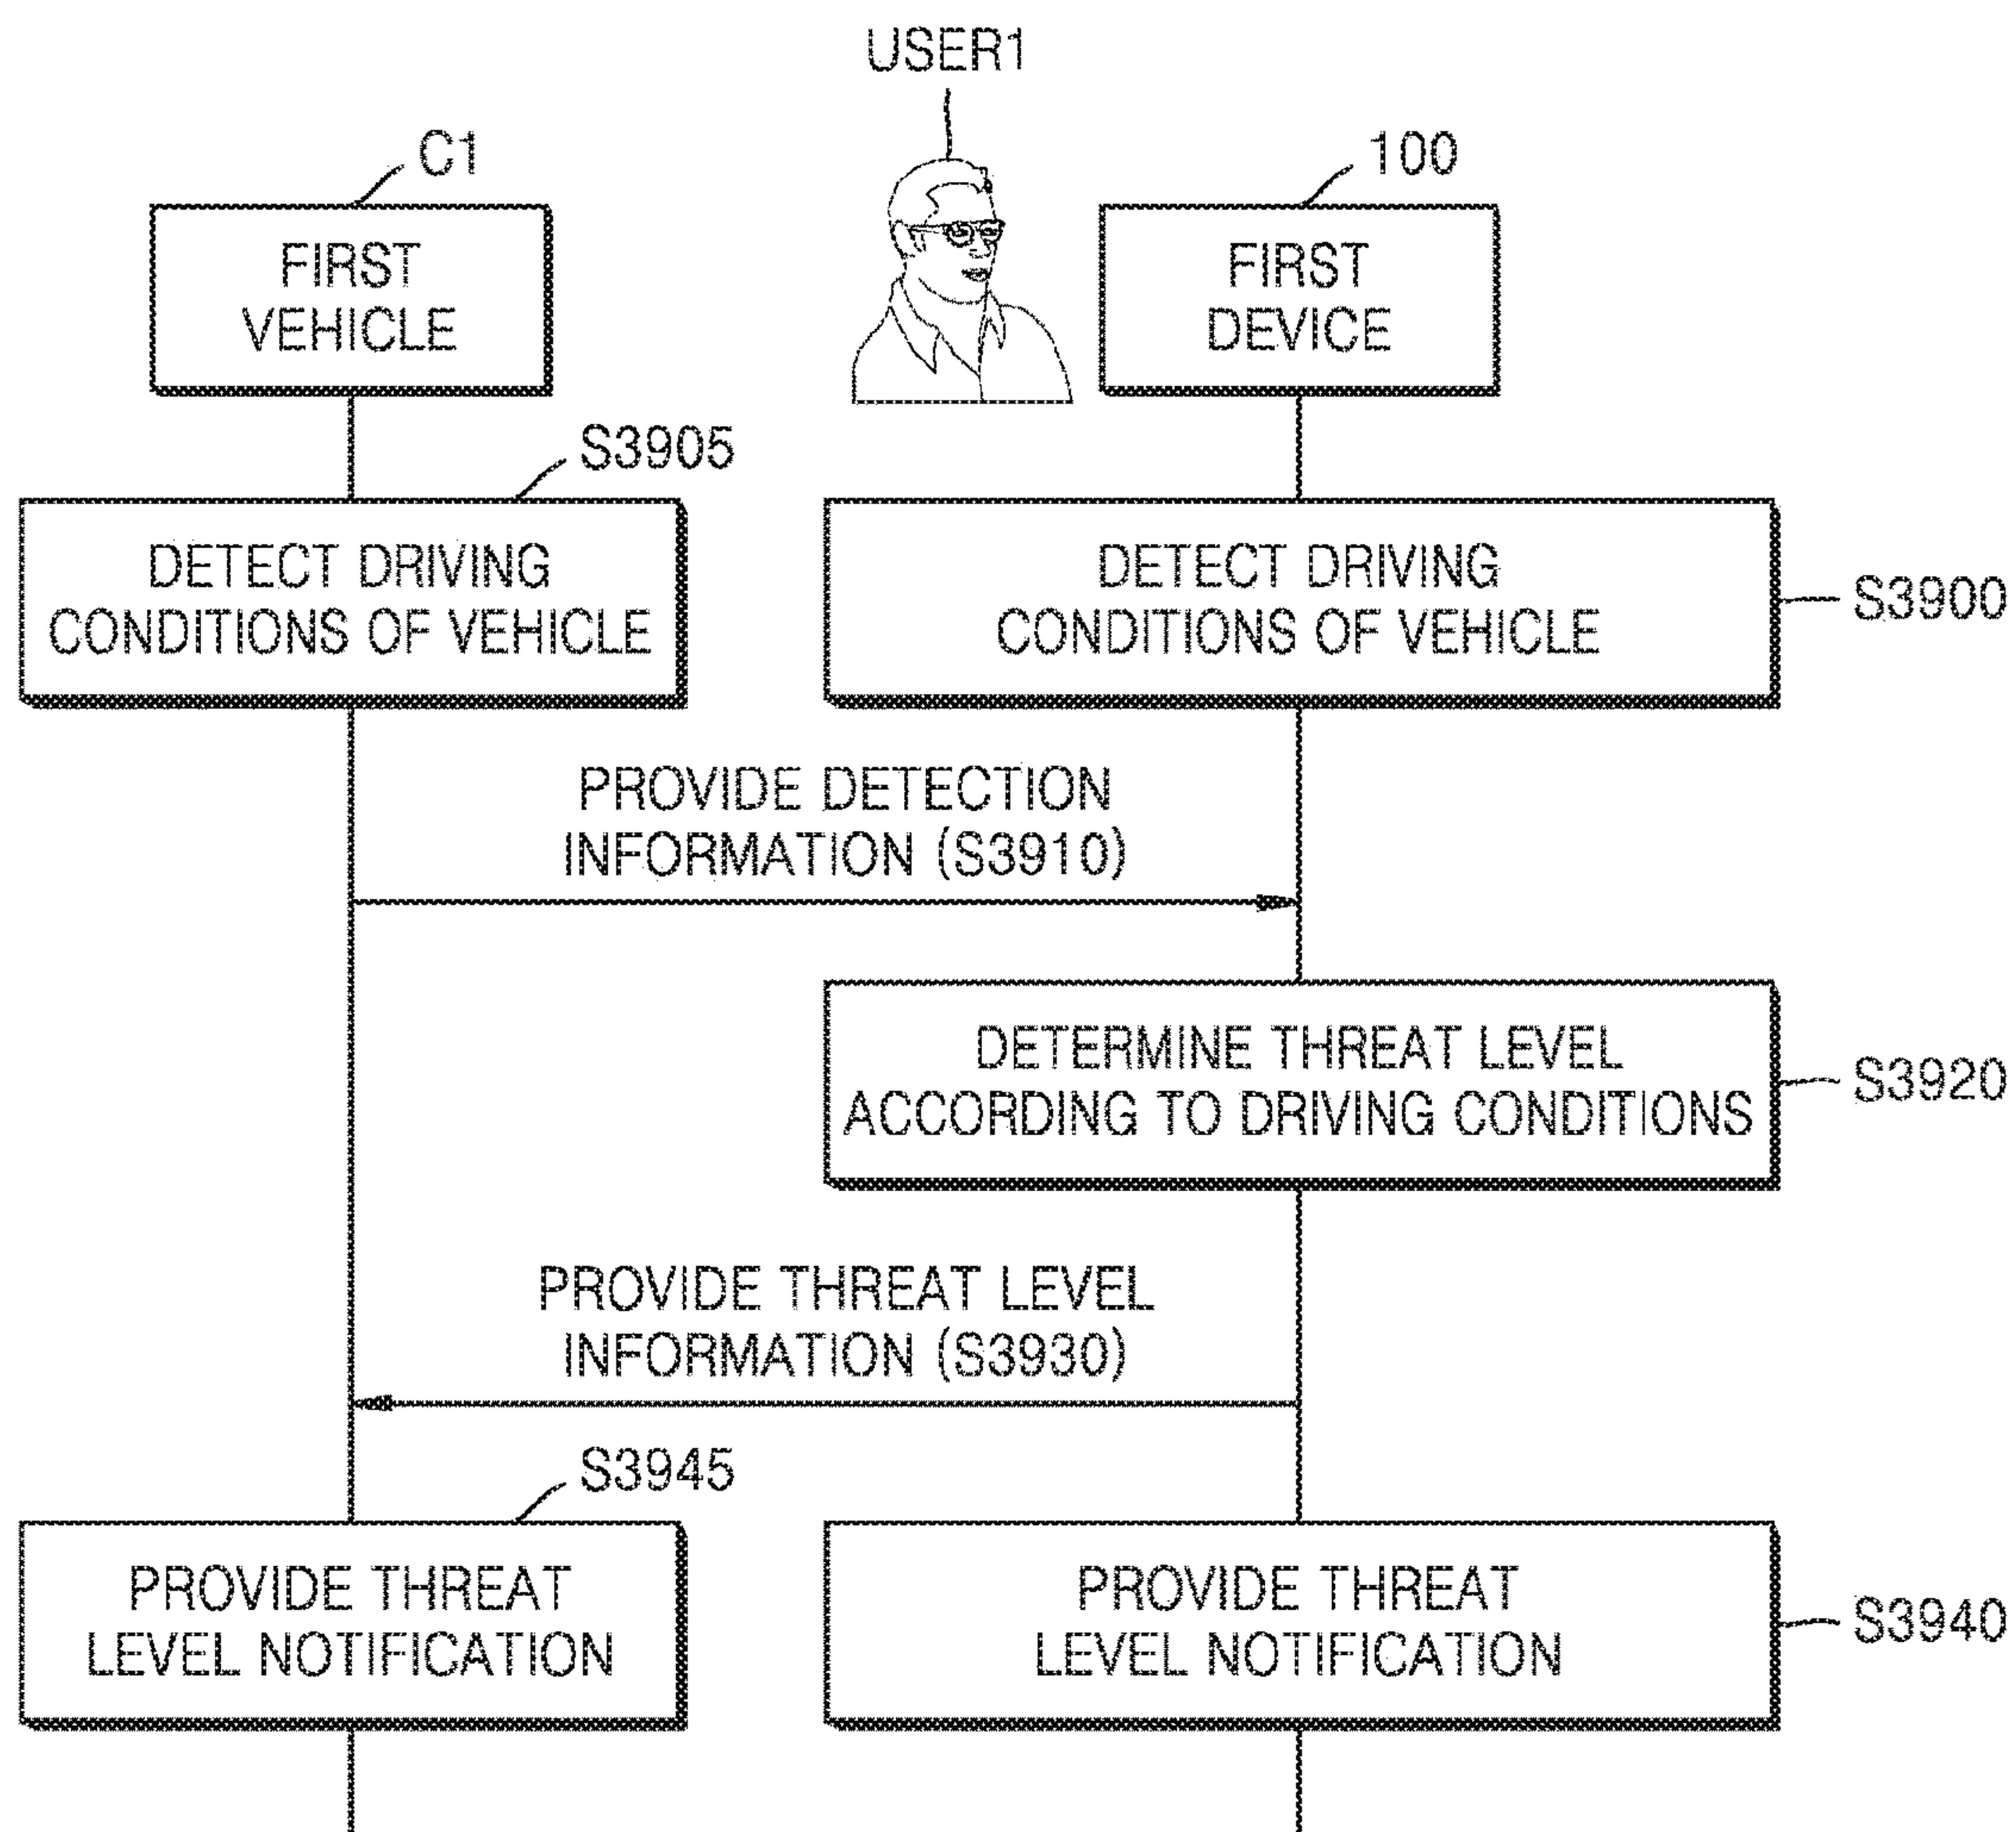 USER1
C1
100
FIRST
VEHICLE
FIRST
DEVICE
S3905
DETECT DRIVING
CONDITIONS OF VEHICLE
DETECT DRIVING
CONDITIONS OF VEHICLE
S3900
PROVIDE DETECTION
INFORMATION (S3910)
DETERMINE THREAT LEVEL
ACCORDING TO DRIVING CONDITIONS
S3920
PROVIDE THREAT LEVEL
INFORMATION (S3930)
S3945
PROVIDE THREAT
LEVEL NOTIFICATION
PROVIDE THREAT
LEVEL NOTIFICATION
S3940